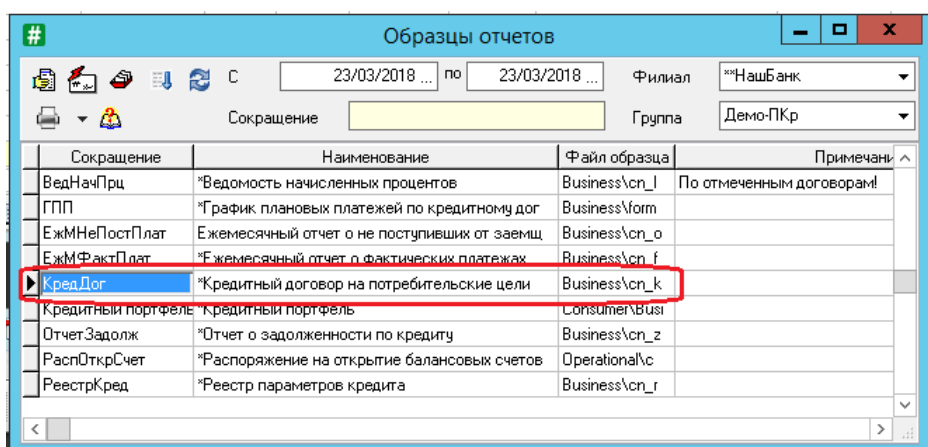 Образцы отчетов
С 23/03/2018 ... по 23/03/2018 ... Филиал **НашБанк
Сокращение Группа Демо-ПКр
Сокращение Наименование Файл образца Примечани
ВедНачПрц *Ведомость начисленных процентов Business\cn_l По отмеченным договорам!
ГПП *График плановых платежей по кредитному дог Business\form
ЕжМНеПостПлат Ежемесячный отчет о не поступивших от заемщ Business\cn_o
ЕжМФактПлат *Ежемесячный отчет о фактических платежах Business\cn_f
КредДог *Кредитный договор на потребительские цели Business\cn_k
Кредитный портфель *Кредитный портфель Consumer\Busi
ОтчетЗадолж *Отчет о задолженности по кредиту Business\cn_z
РаспОткрСчет *Распоряжение на открытие балансовых счетов Operational\c
РеестрКред *Реестр параметров кредита Business\cn_r